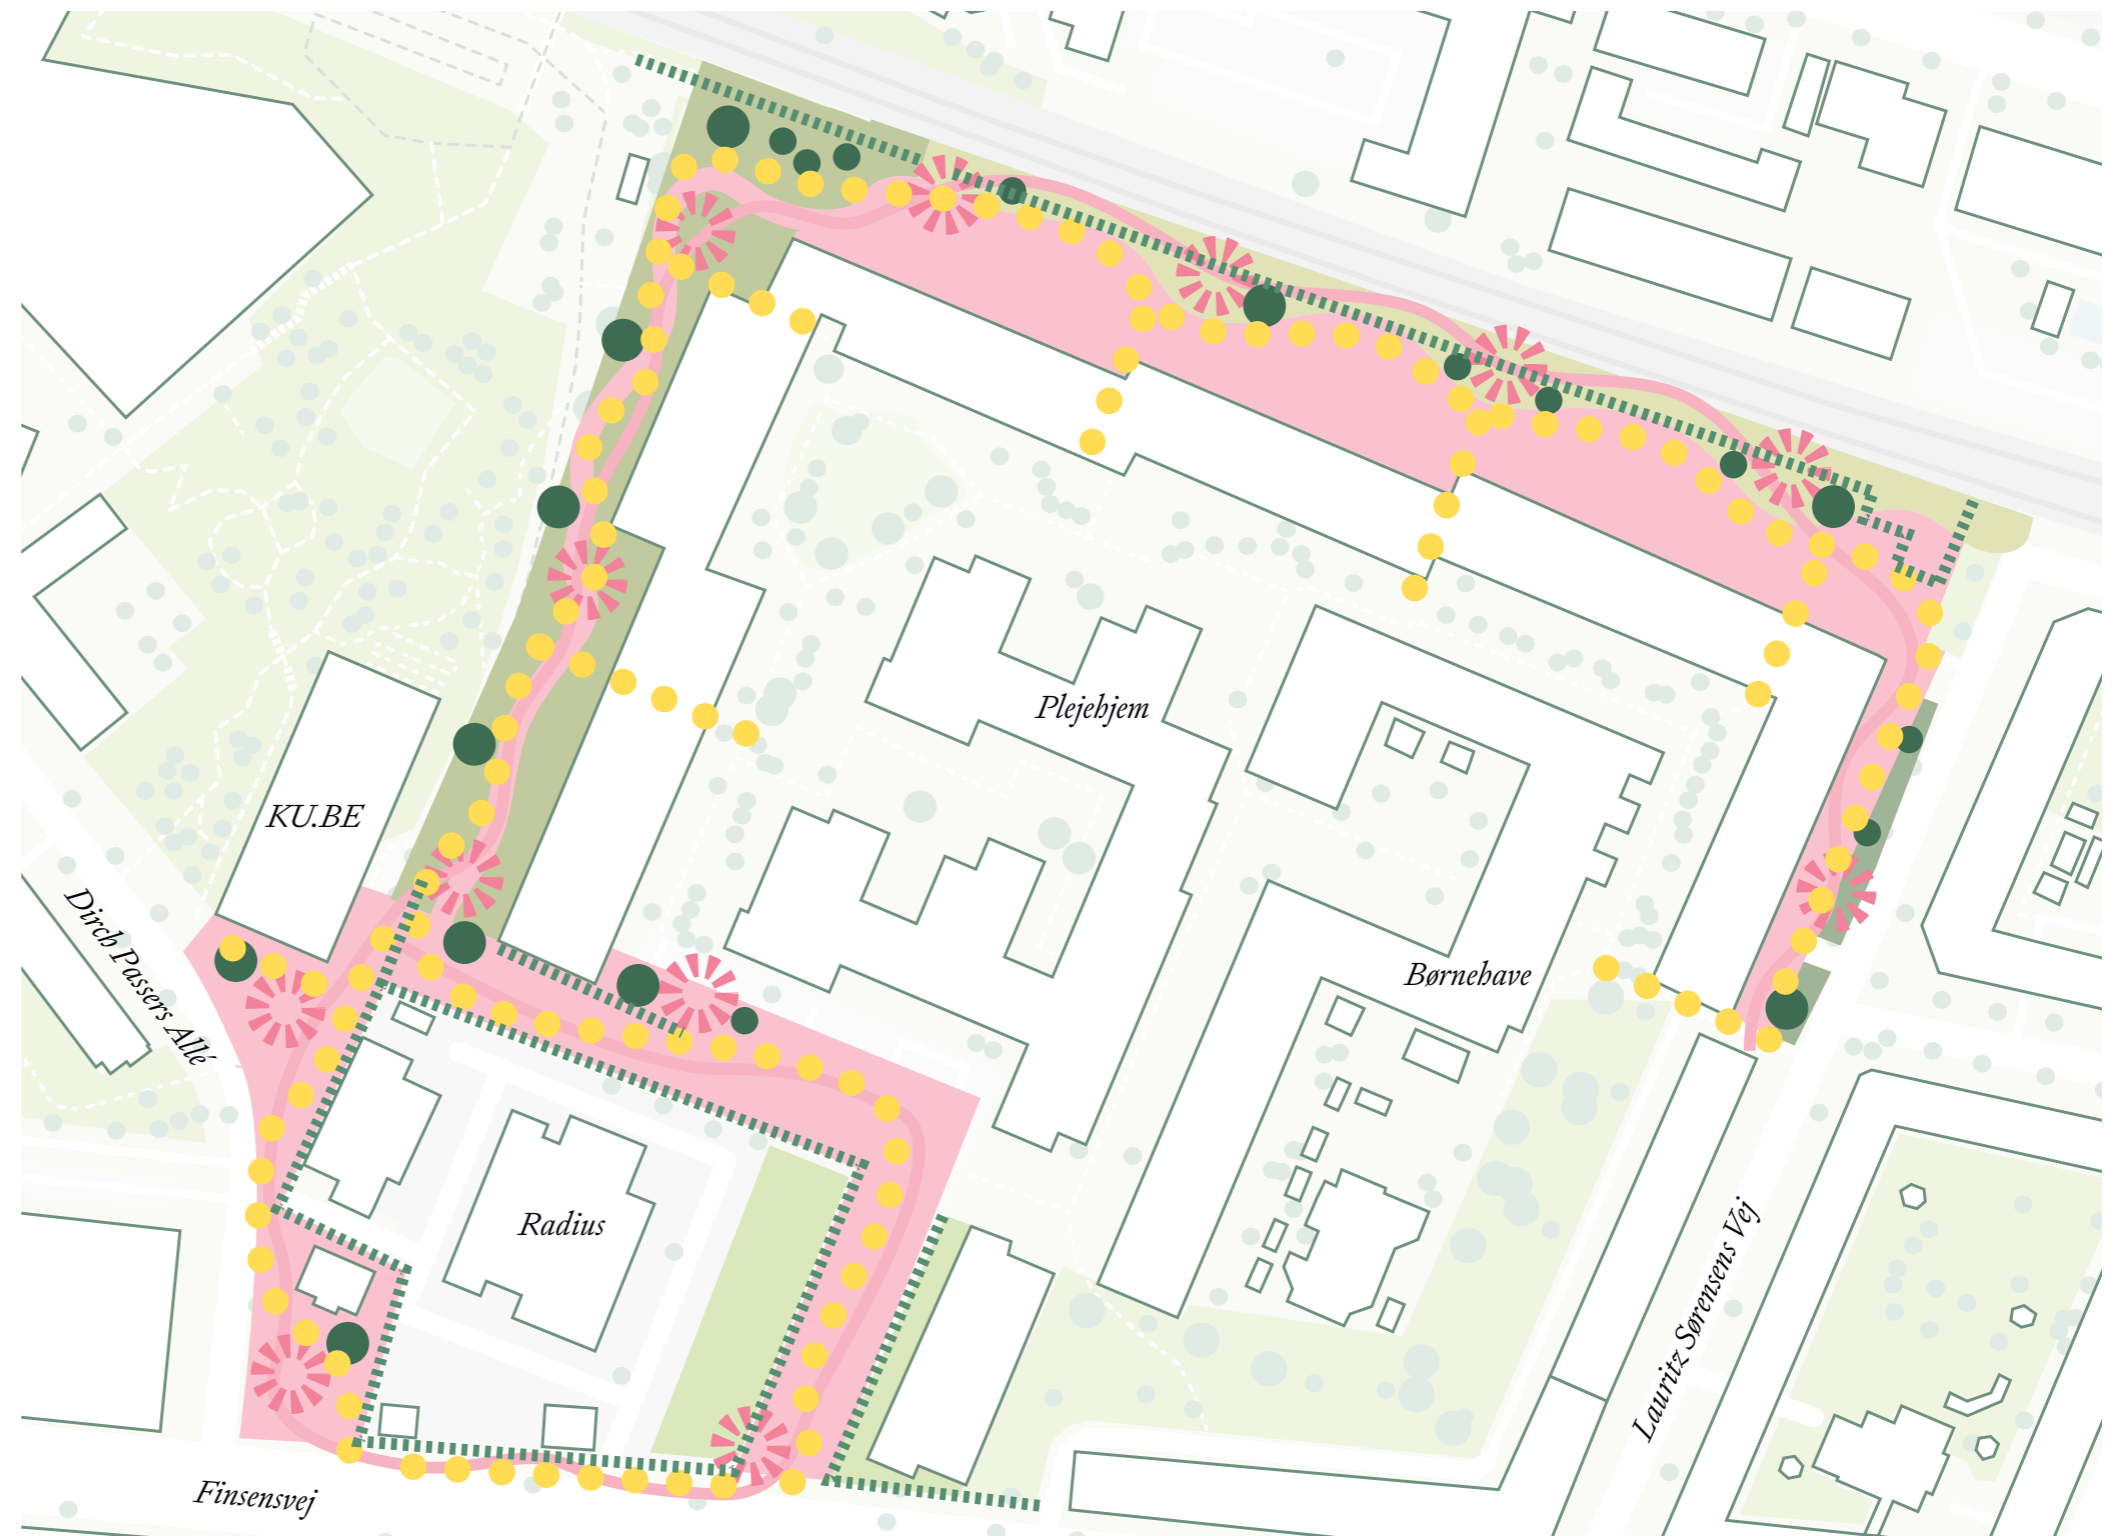 Plejehjem
KU.BE
Dirch Passers Allé
Børnehave
Radius
Lauritz Sørensens Vej
Finsensvej